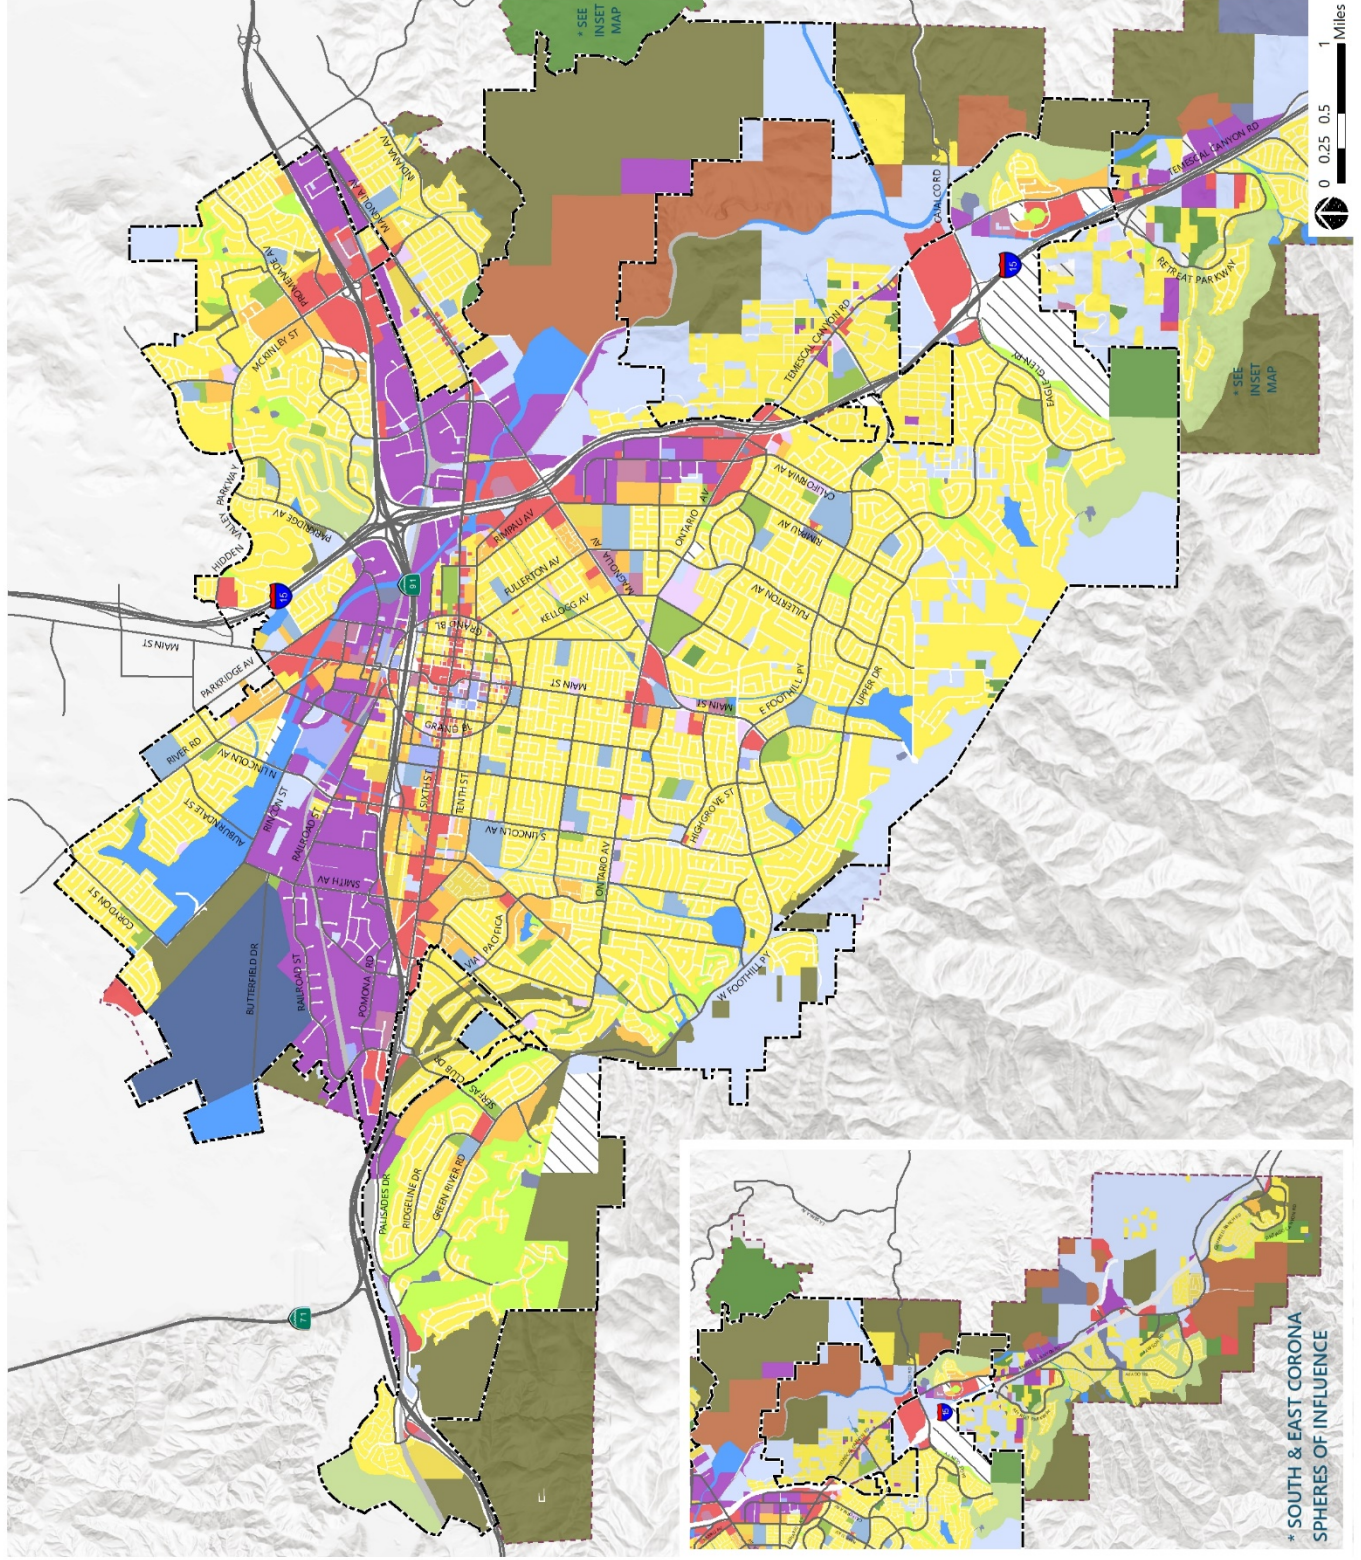 * SEE
INSET
MAP
0 0.25 0.5 1
Miles
INDIANA AV
MAGNOLIA AV
PROMENADE AV
MCKINLEY ST
HIDDEN VALLEY PARKWAY
PARKRIDGE AV
15
MAIN ST
PARKRIDGE AV
RIVER RD
N LINCOLN AV
AUBURNDALE ST
CORYDON ST
RINCON ST
RAILROAD ST
SMITH AV
BUTTERFIELD DR
RAILROAD ST
POMONA RD
91
GRAND BL
GRAND BL
RIMPAU AV
FULLERTON AV
KELLOGG AV
MAGNOLIA AV
MAIN ST
SIXTH ST
TENTH ST
S LINCOLN AV
ONTARIO AV
VIA PACIFICA
SERFAS CLUB DR
PALISADES DR
RIDGELINE DR
GREEN RIVER RD
71
ONTARIO AV
CALIFORNIA AV
RIMPAU AV
FULLERTON AV
MAIN ST
E FOOTHILL PY
UPPER DR
HIGHGROVE ST
W FOOTHILL PY
TEMESCAL CANYON RD
CAJALCO RD
15
EAGLE GLEN PY
TEMESCAL CANYON RD
RETREAT PARKWAY
* SEE
INSET
MAP
15
* SOUTH & EAST CORONA
SPHERES OF INFLUENCE